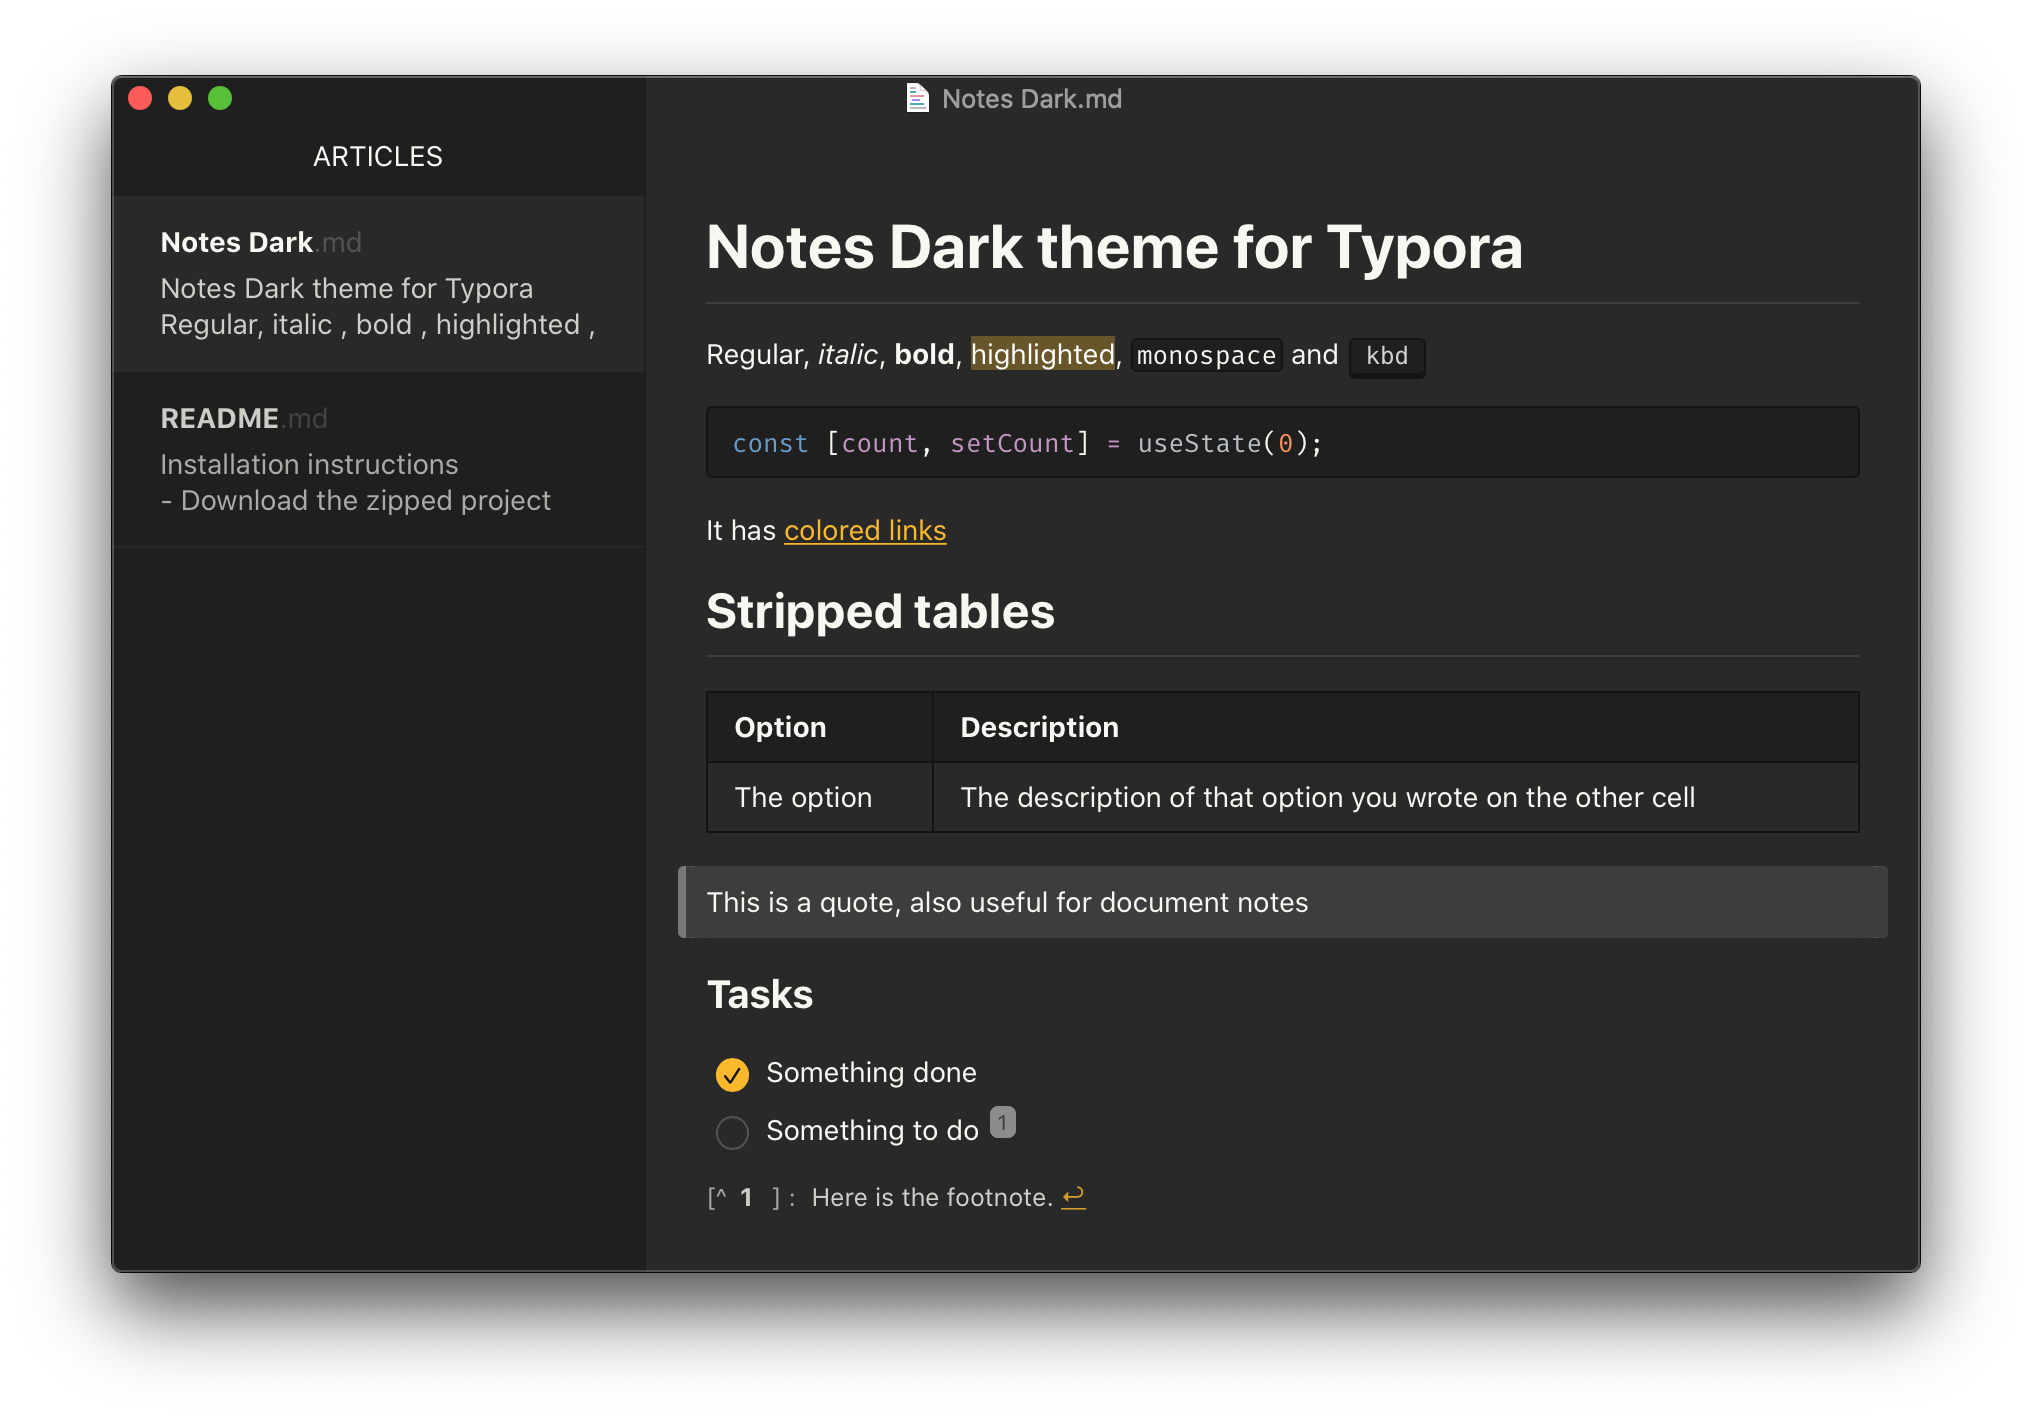 Notes Dark.md
ARTICLES
Notes Dark.md
Notes Dark theme for Typora
Regular, italic , bold , highlighted ,
README.md
Installation instructions
- Download the zipped project
Notes Dark theme for Typora
Regular, italic, bold, highlighted, monospace and kbd
const [count, setCount] = useState(0);
It has colored links
Stripped tables
Option Description
The option The description of that option you wrote on the other cell
This is a quote, also useful for document notes
Tasks
Something done
Something to do 1
[^ 1 ]: Here is the footnote. ↩